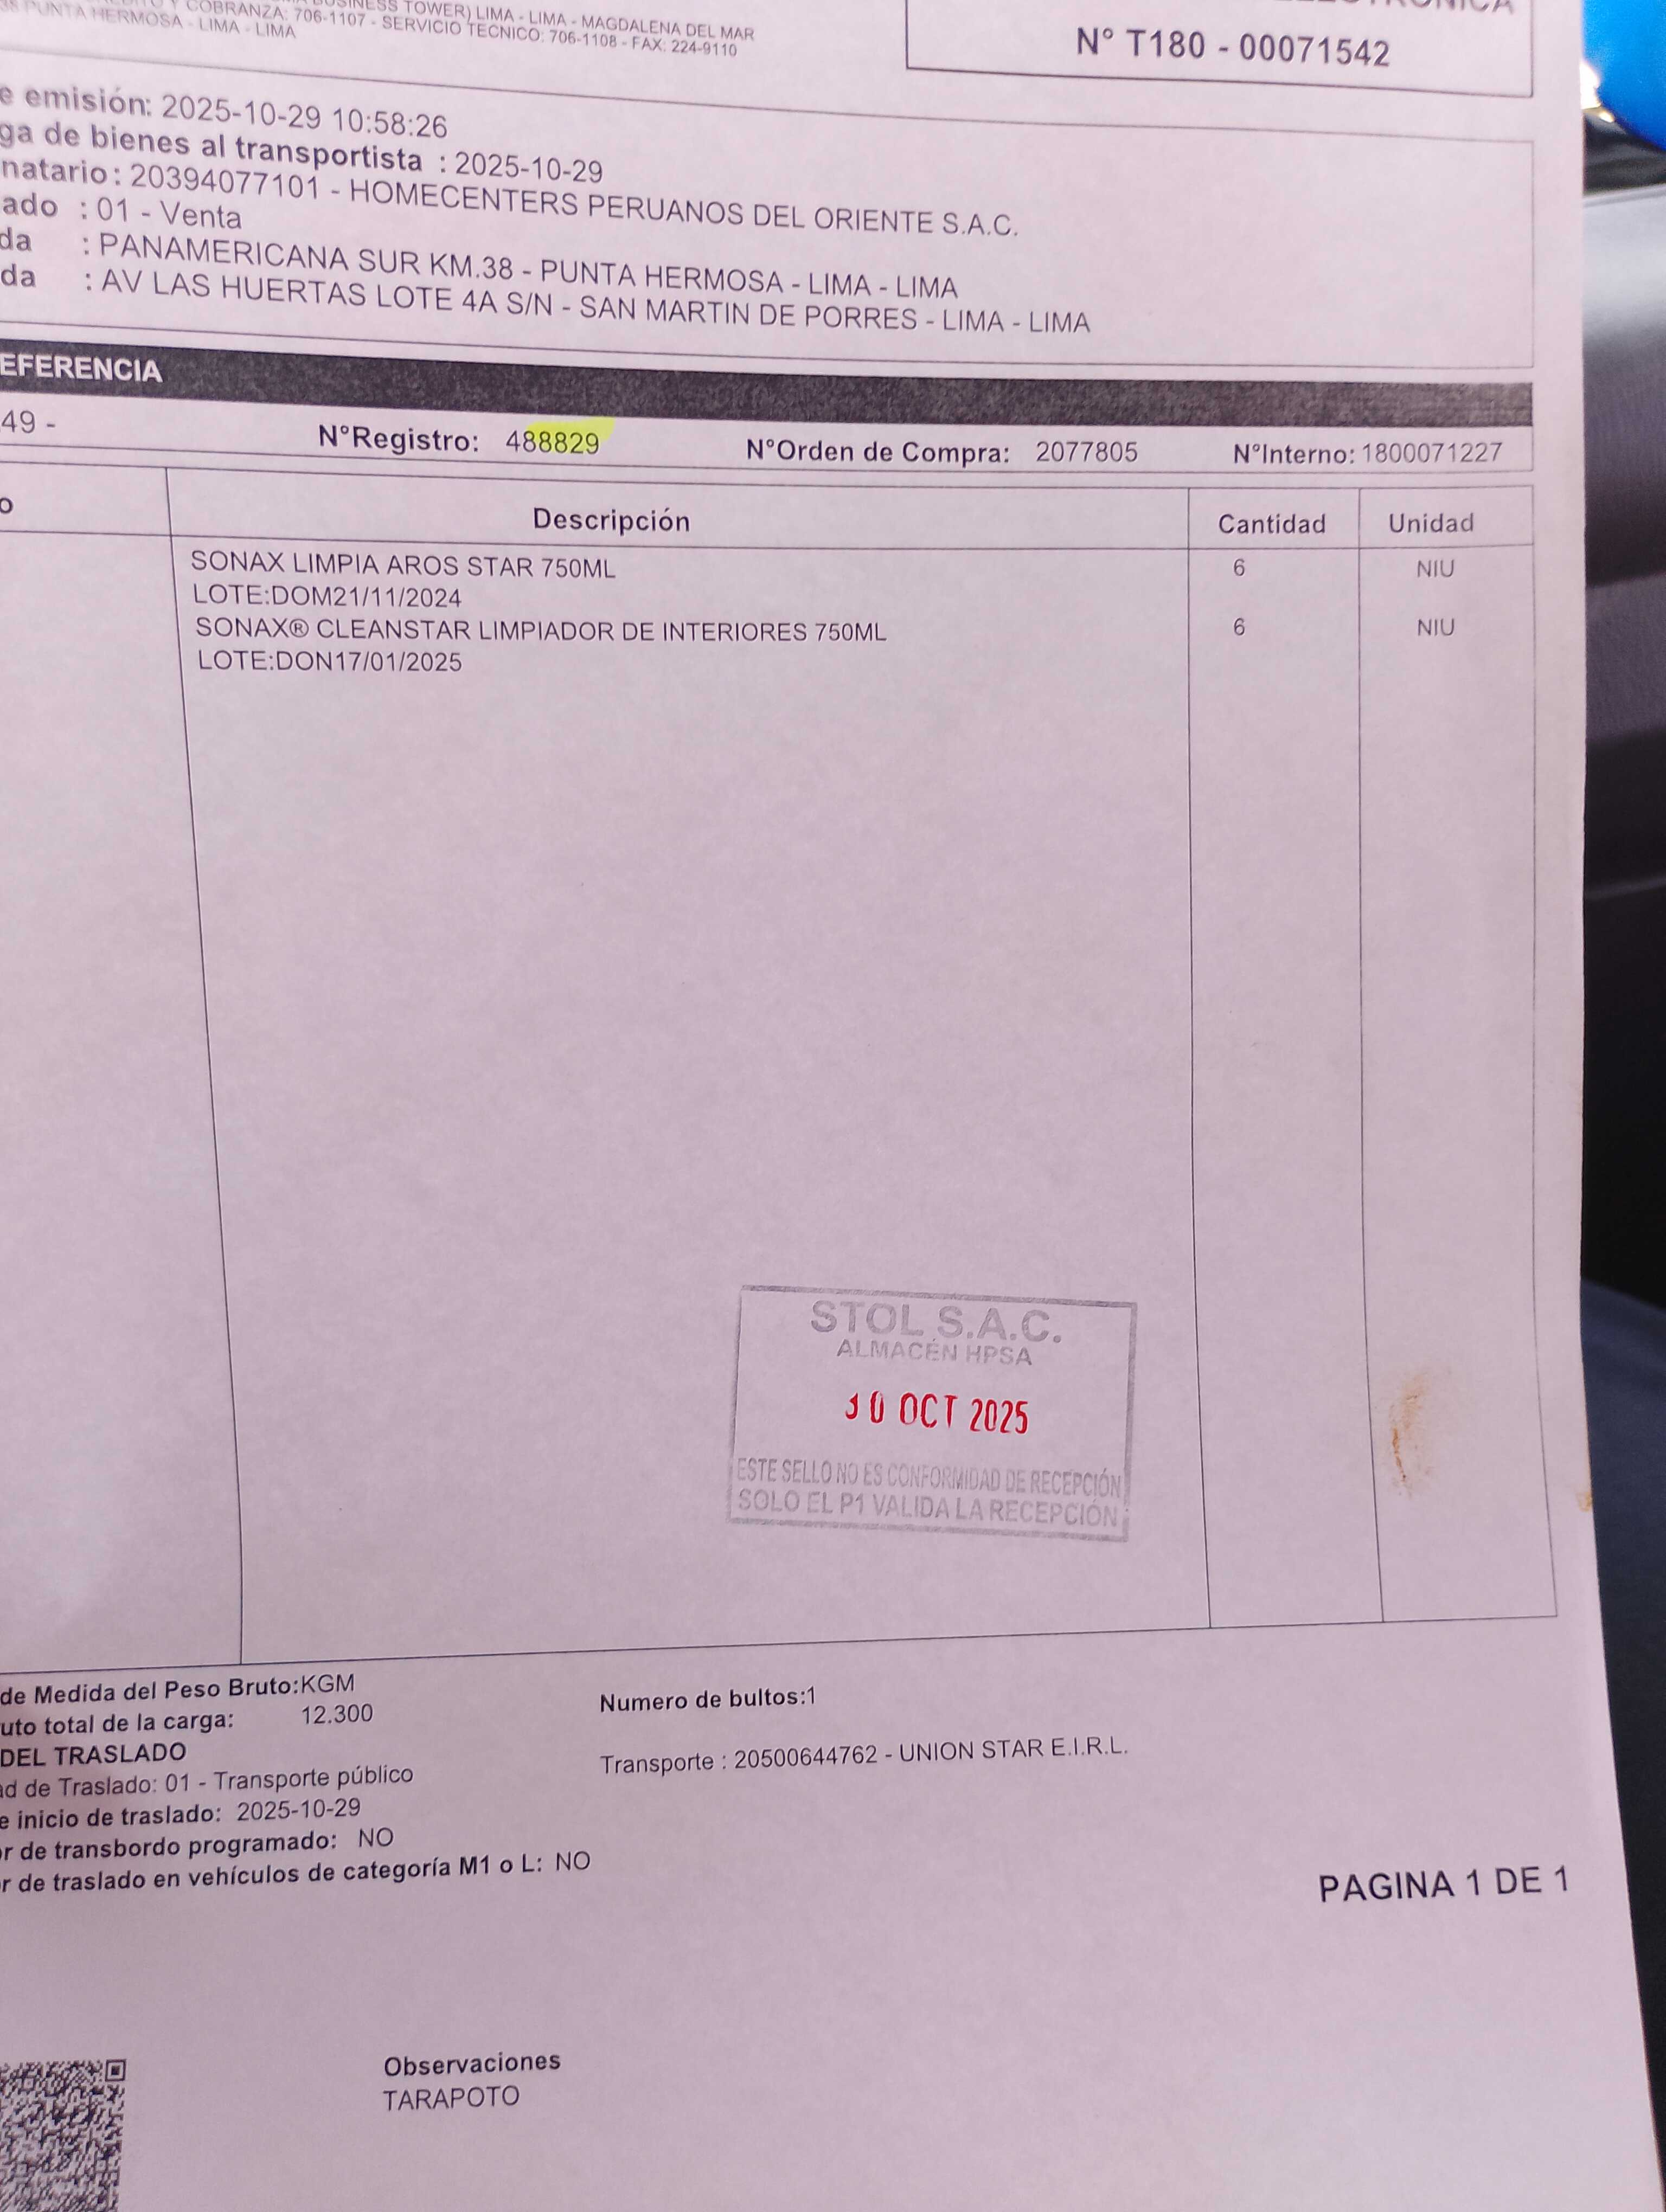 Y COBRANZA: 706-1107 - SERVICIO TECNICO: 706-1108 - FAX: 224-9110
BUSINESS TOWER) LIMA - LIMA - MAGDALENA DEL MAR
PUNTA HERMOSA - LIMA - LIMA
N° T180 - 00071542
e emisión: 2025-10-29 10:58:26
ga de bienes al transportista : 2025-10-29
natario : 20394077101 - HOMECENTERS PERUANOS DEL ORIENTE S.A.C.
ado : 01 - Venta
da : PANAMERICANA SUR KM.38 - PUNTA HERMOSA - LIMA - LIMA
da : AV LAS HUERTAS LOTE 4A S/N - SAN MARTIN DE PORRES - LIMA - LIMA
EFERENCIA
49 - N°Registro: 488829 N°Orden de Compra: 2077805 N°Interno: 1800071227
o Descripción Cantidad Unidad
SONAX LIMPIA AROS STAR 750ML 6 NIU
LOTE:DOM21/11/2024
SONAX® CLEANSTAR LIMPIADOR DE INTERIORES 750ML 6 NIU
LOTE:DON17/01/2025
STOL S.A.C.
ALMACÉN HPSA
30 OCT 2025
ESTE SELLO NO ES CONFORMIDAD DE RECEPCIÓN
SOLO EL P1 VALIDA LA RECEPCIÓN
de Medida del Peso Bruto:KGM
uto total de la carga: 12.300
Numero de bultos:1
DEL TRASLADO
Transporte : 20500644762 - UNION STAR E.I.R.L.
ad de Traslado: 01 - Transporte público
e inicio de traslado: 2025-10-29
or de transbordo programado: NO
or de traslado en vehículos de categoría M1 o L: NO
PAGINA 1 DE 1
Observaciones
TARAPOTO